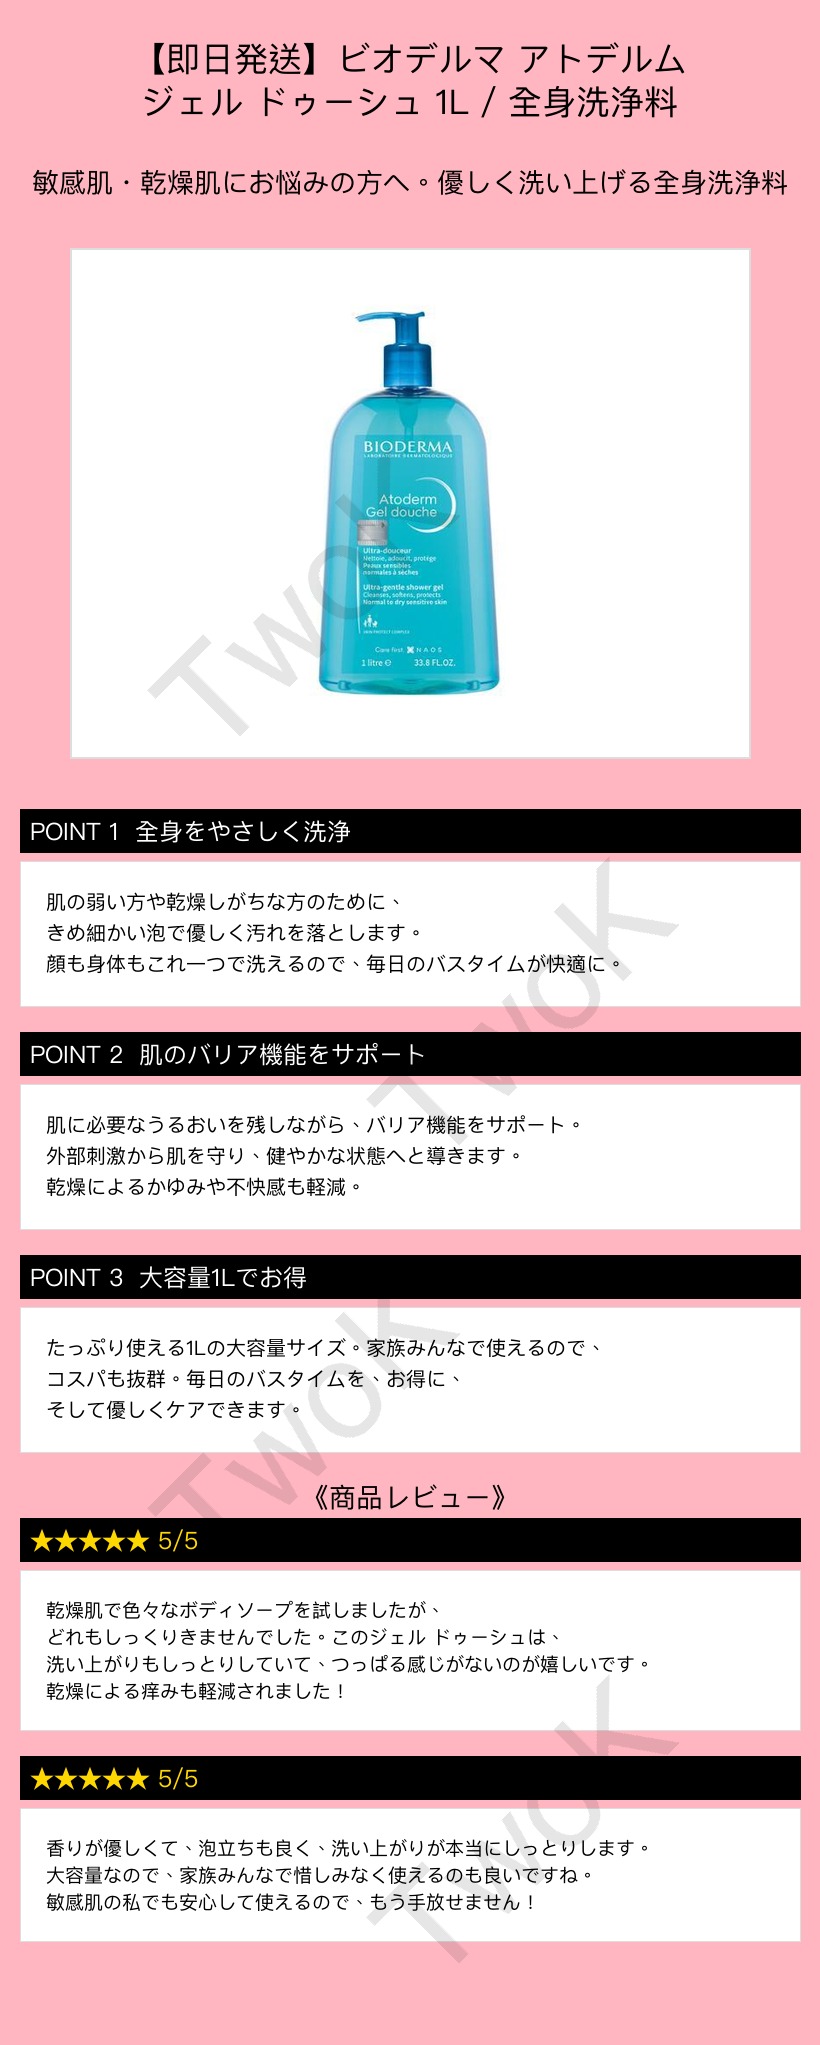 【即日発送】ビオデルマ アトデルム
ジェル ドゥーシュ 1L / 全身洗浄料
敏感肌・乾燥肌にお悩みの方へ。優しく洗い上げる全身洗浄料
BIODERMA
LABORATOIRE DERMATOLOGIQUE
Atoderm
Gel douche
Ultra-douceur
Nettoie, adoucit, protège
Peaux sensibles
normales à sèches
Ultra-gentle shower gel
Cleanses, softens, protects
Normal to dry sensitive skin
SKIN PROTECT COMPLEX
Care first. NAOS
1 litre ℮ 33.8 FL.OZ.
TwoK
POINT 1 全身をやさしく洗浄
肌の弱い方や乾燥しがちな方のために、
きめ細かい泡で優しく汚れを落とします。
顔も身体もこれ一つで洗えるので、毎日のバスタイムが快適に。
TwoK
POINT 2 肌のバリア機能をサポート
肌に必要なうるおいを残しながら、バリア機能をサポート。
外部刺激から肌を守り、健やかな状態へと導きます。
乾燥によるかゆみや不快感も軽減。
POINT 3 大容量1Lでお得
たっぷり使える1Lの大容量サイズ。家族みんなで使えるので、
コスパも抜群。毎日のバスタイムを、お得に、
そして優しくケアできます。
TwoK
《商品レビュー》
★★★★★ 5/5
乾燥肌で色々なボディソープを試しましたが、
どれもしっくりきませんでした。このジェル ドゥーシュは、
洗い上がりもしっとりしていて、つっぱる感じがないのが嬉しいです。
乾燥による痒みも軽減されました！
★★★★★ 5/5
香りが優しくて、泡立ちも良く、洗い上がりが本当にしっとりします。
大容量なので、家族みんなで惜しみなく使えるのも良いですね。
敏感肌の私でも安心して使えるので、もう手放せません！
TwoK